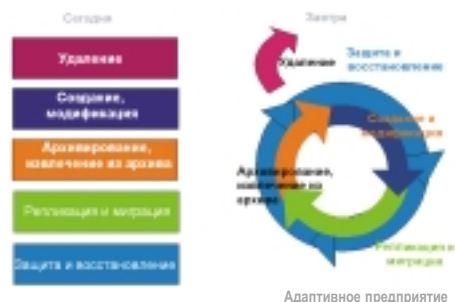 Сегодня
Удаление
Создание,
модификация
Архивирование,
извлечение из архива
Репликация и миграция
Защита и восстановление
Завтра
Удаление
Защита и
восстановление
Создание и
модификация
Архивирование,
извлечение из
архива
Репликация и
миграция
Адаптивное предприятие